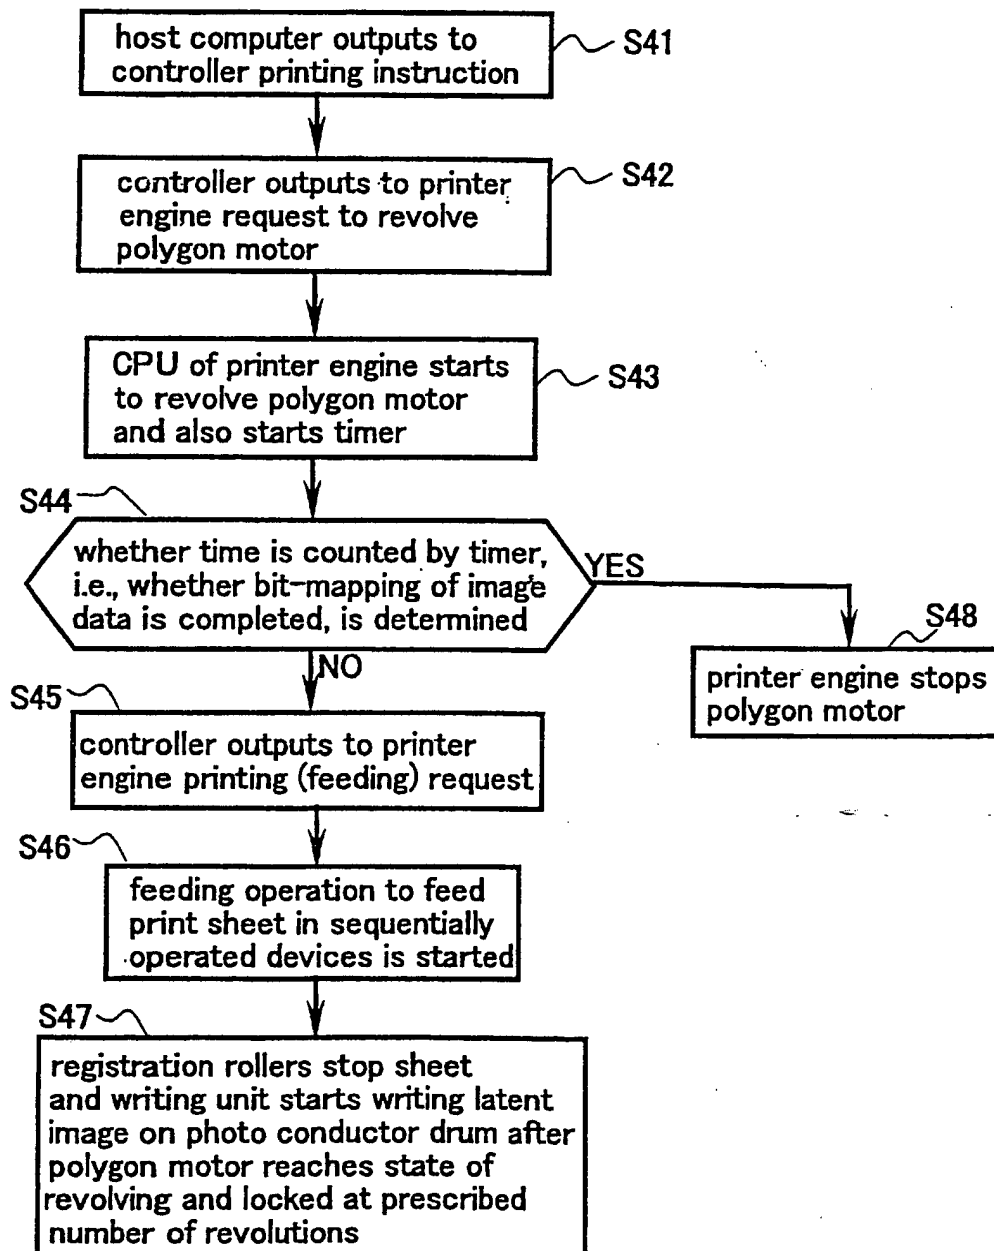 host computer outputs to
controller printing instruction
S41
controller outputs to printer
engine request to revolve
polygon motor
S42
CPU of printer engine starts
to revolve polygon motor
and also starts timer
S43
S44
whether time is counted by timer,
i.e., whether bit-mapping of image
data is completed, is determined
YES
NO
S48
printer engine stops
polygon motor
S45
controller outputs to printer
engine printing (feeding) request
S46
feeding operation to feed
print sheet in sequentially
operated devices is started
S47
registration rollers stop sheet
and writing unit starts writing latent
image on photo conductor drum after
polygon motor reaches state of
revolving and locked at prescribed
number of revolutions